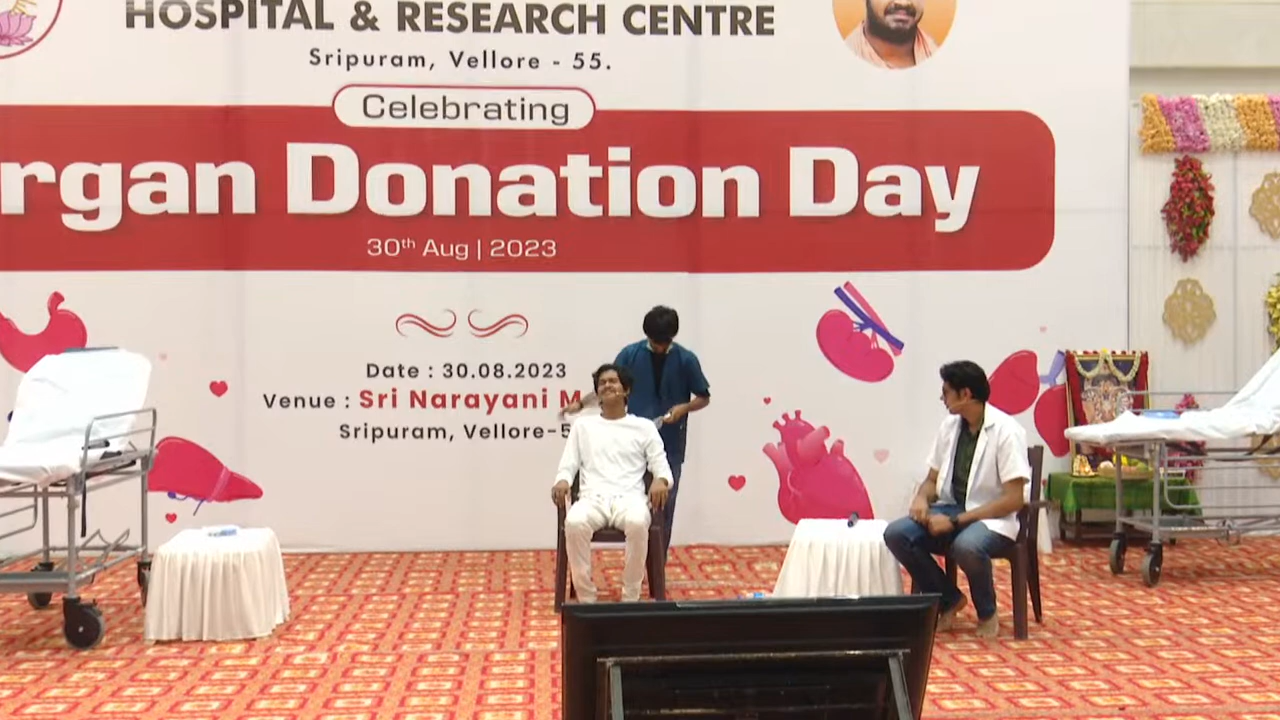 HOSPITAL & RESEARCH CENTRE
Sripuram, Vellore - 55.
Celebrating
rgan Donation Day
30th Aug | 2023
Date : 30.08.2023
Venue : Sri Narayani M
Sripuram, Vellore-5